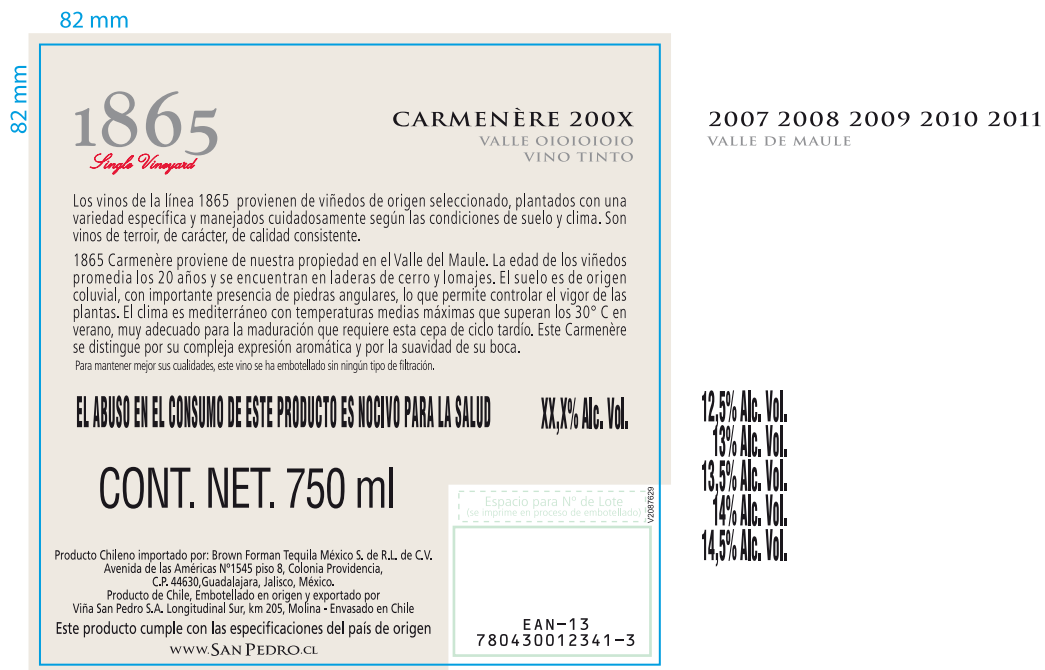 82 mm
82 mm
1865
Single Vineyard
CARMENÈRE 200X
VALLE OIOIOIOIO
VINO TINTO
2007 2008 2009 2010 2011
VALLE DE MAULE
Los vinos de la línea 1865 provienen de viñedos de origen seleccionado, plantados con una
variedad específica y manejados cuidadosamente según las condiciones de suelo y clima. Son
vinos de terroir, de carácter, de calidad consistente.
1865 Carmenère proviene de nuestra propiedad en el Valle del Maule. La edad de los viñedos
promedia los 20 años y se encuentran en laderas de cerro y lomajes. El suelo es de origen
coluvial, con importante presencia de piedras angulares, lo que permite controlar el vigor de las
plantas. El clima es mediterráneo con temperaturas medias máximas que superan los 30° C en
verano, muy adecuado para la maduración que requiere esta cepa de ciclo tardío. Este Carmenère
se distingue por su compleja expresión aromática y por la suavidad de su boca.
Para mantener mejor sus cualidades, este vino se ha embotellado sin ningún tipo de filtración.
EL ABUSO EN EL CONSUMO DE ESTE PRODUCTO ES NOCIVO PARA LA SALUD
XX,X% Alc. Vol.
12,5% Alc. Vol.
13% Alc. Vol.
13,5% Alc. Vol.
14% Alc. Vol.
14,5% Alc. Vol.
CONT. NET. 750 ml
Espacio para Nº de Lote
(se imprime en proceso de embotellado)
V2087629
Producto Chileno importado por: Brown Forman Tequila México S. de R.L. de C.V.
Avenida de las Américas N°1545 piso 8, Colonia Providencia,
C.P. 44630,Guadalajara, Jalisco, México.
Producto de Chile, Embotellado en origen y exportado por
Viña San Pedro S.A. Longitudinal Sur, km 205, Molina - Envasado en Chile
Este producto cumple con las especificaciones del país de origen
WWW.SANPEDRO.CL
EAN-13
780430012341-3